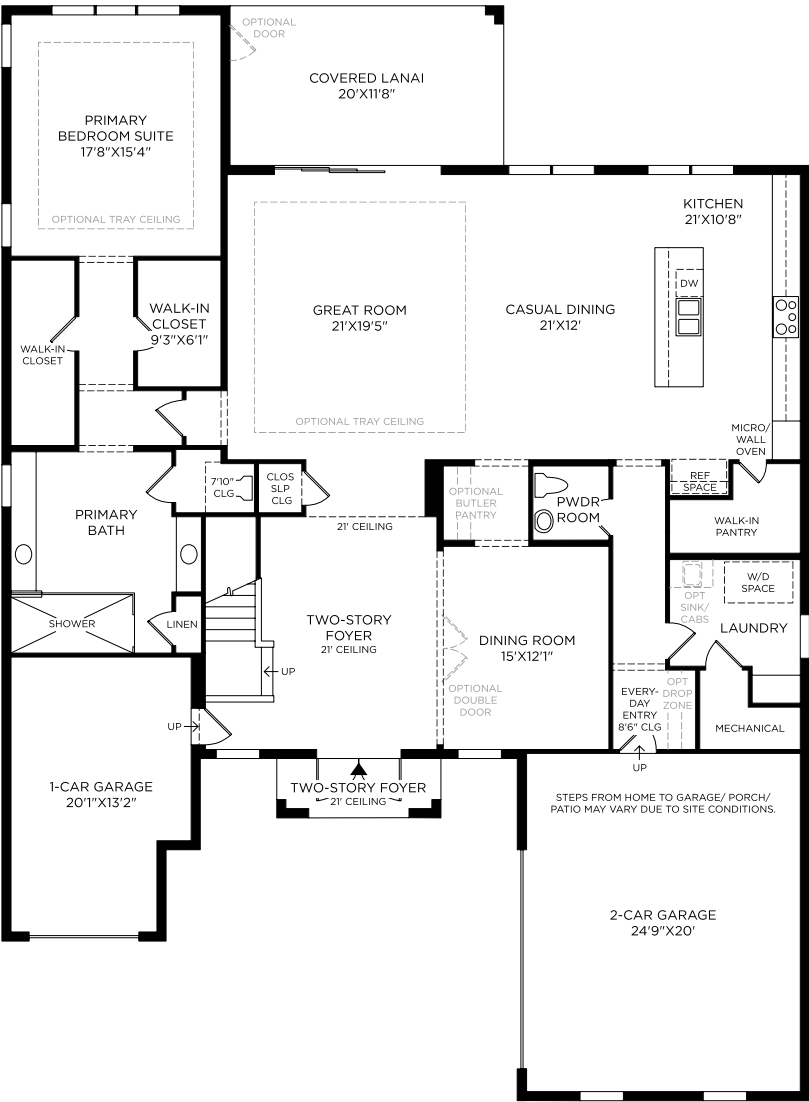 OPTIONAL
DOOR
COVERED LANAI
20'X11'8"
PRIMARY
BEDROOM SUITE
17'8"X15'4"
OPTIONAL TRAY CEILING
KITCHEN
21'X10'8"
DW
WALK-IN
CLOSET
9'3"X6'1"
WALK-IN
CLOSET
GREAT ROOM
21'X19'5"
CASUAL DINING
21'X12'
OPTIONAL TRAY CEILING
MICRO/
WALL
OVEN
REF
SPACE
7'10"
CLG
CLOS
SLP
CLG
OPTIONAL
BUTLER
PANTRY
PWDR
ROOM
PRIMARY
BATH
21' CEILING
WALK-IN
PANTRY
W/D
SPACE
OPT
SINK/
CABS
LAUNDRY
SHOWER
LINEN
TWO-STORY
FOYER
21' CEILING
DINING ROOM
15'X12'1"
UP
OPTIONAL
DOUBLE
DOOR
EVERY-
DAY
ENTRY
8'6" CLG
OPT
DROP
ZONE
UP
MECHANICAL
UP
1-CAR GARAGE
20'1"X13'2"
TWO-STORY FOYER
21' CEILING
STEPS FROM HOME TO GARAGE/ PORCH/
PATIO MAY VARY DUE TO SITE CONDITIONS.
2-CAR GARAGE
24'9"X20'